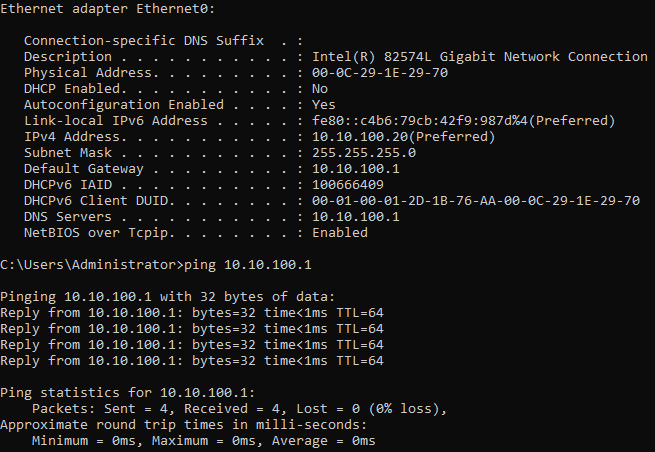 Ethernet adapter Ethernet0:
Connection-specific DNS Suffix  . :
Description . . . . . . . . . . . : Intel(R) 82574L Gigabit Network Connection
Physical Address. . . . . . . . . : 00-0C-29-1E-29-70
DHCP Enabled. . . . . . . . . . . : No
Autoconfiguration Enabled . . . . : Yes
Link-local IPv6 Address . . . . . : fe80::c4b6:79cb:42f9:987d%4(Preferred)
IPv4 Address. . . . . . . . . . . : 10.10.100.20(Preferred)
Subnet Mask . . . . . . . . . . . : 255.255.255.0
Default Gateway . . . . . . . . . : 10.10.100.1
DHCPv6 IAID . . . . . . . . . . . : 100666409
DHCPv6 Client DUID. . . . . . . . : 00-01-00-01-2D-1B-76-AA-00-0C-29-1E-29-70
DNS Servers . . . . . . . . . . . : 10.10.100.1
NetBIOS over Tcpip. . . . . . . . : Enabled
C:\Users\Administrator>ping 10.10.100.1
Pinging 10.10.100.1 with 32 bytes of data:
Reply from 10.10.100.1: bytes=32 time<1ms TTL=64
Reply from 10.10.100.1: bytes=32 time<1ms TTL=64
Reply from 10.10.100.1: bytes=32 time<1ms TTL=64
Reply from 10.10.100.1: bytes=32 time<1ms TTL=64
Ping statistics for 10.10.100.1:
Packets: Sent = 4, Received = 4, Lost = 0 (0% loss),
Approximate round trip times in milli-seconds:
Minimum = 0ms, Maximum = 0ms, Average = 0ms